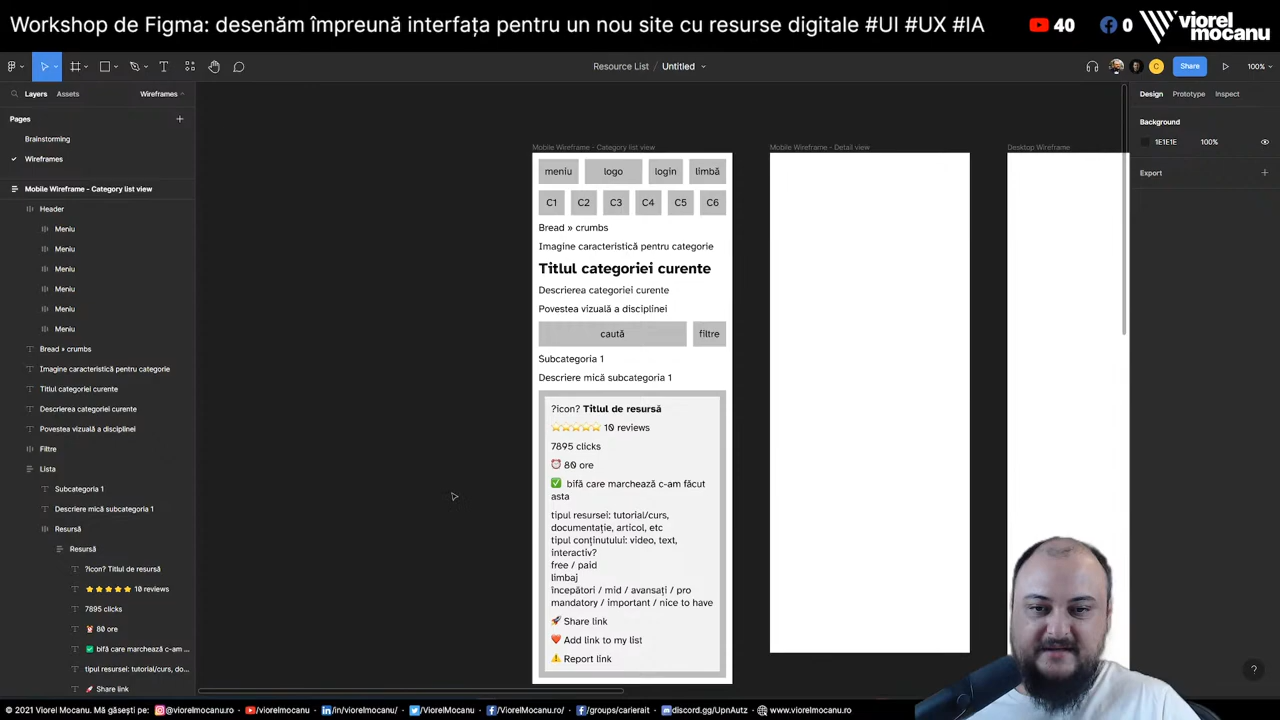 Workshop de Figma: desenăm împreună interfața pentru un nou site cu resurse digitale #UI #UX #IA
40
0
viorel mocanu
Resource List / Untitled
C
Share
100%
Layers
Assets
Wireframes
Design
Prototype
Inspect
Pages
Brainstorming
Wireframes
Background
1E1E1E
100%
Export
Mobile Wireframe - Category list view
Header
Meniu
Meniu
Meniu
Meniu
Meniu
Meniu
Bread » crumbs
Imagine caracteristică pentru categorie
Titlul categoriei curente
Descrierea categoriei curente
Povestea vizuală a disciplinei
Filtre
Lista
Subcategoria 1
Descriere mică subcategoria 1
Resursă
Resursă
?icon? Titlul de resursă
⭐⭐⭐⭐⭐ 10 reviews
7895 clicks
⏰ 80 ore
✅ bifă care marchează c-am ...
tipul resursei: tutorial/curs, do...
🚀 Share link
Mobile Wireframe - Category list view
meniu
logo
login
limbă
C1
C2
C3
C4
C5
C6
Bread » crumbs
Imagine caracteristică pentru categorie
Titlul categoriei curente
Descrierea categoriei curente
Povestea vizuală a disciplinei
caută
filtre
Subcategoria 1
Descriere mică subcategoria 1
?icon? Titlul de resursă
⭐⭐⭐⭐⭐ 10 reviews
7895 clicks
⏰ 80 ore
✅ bifă care marchează c-am făcut
asta
tipul resursei: tutorial/curs,
documentație, articol, etc
tipul conținutului: video, text,
interactiv?
free / paid
limbaj
începători / mid / avansați / pro
mandatory / important / nice to have
🚀 Share link
❤️ Add link to my list
⚠️ Report link
Mobile Wireframe - Detail view
Desktop Wireframe
?
© 2021 Viorel Mocanu. Mă găsești pe: @viorelmocanu.ro · /viorelmocanu · /in/viorelmocanu/ · /ViorelMocanu · /ViorelMocanu.ro/ · /groups/carierait · discord.gg/UpnAutz · www.viorelmocanu.ro